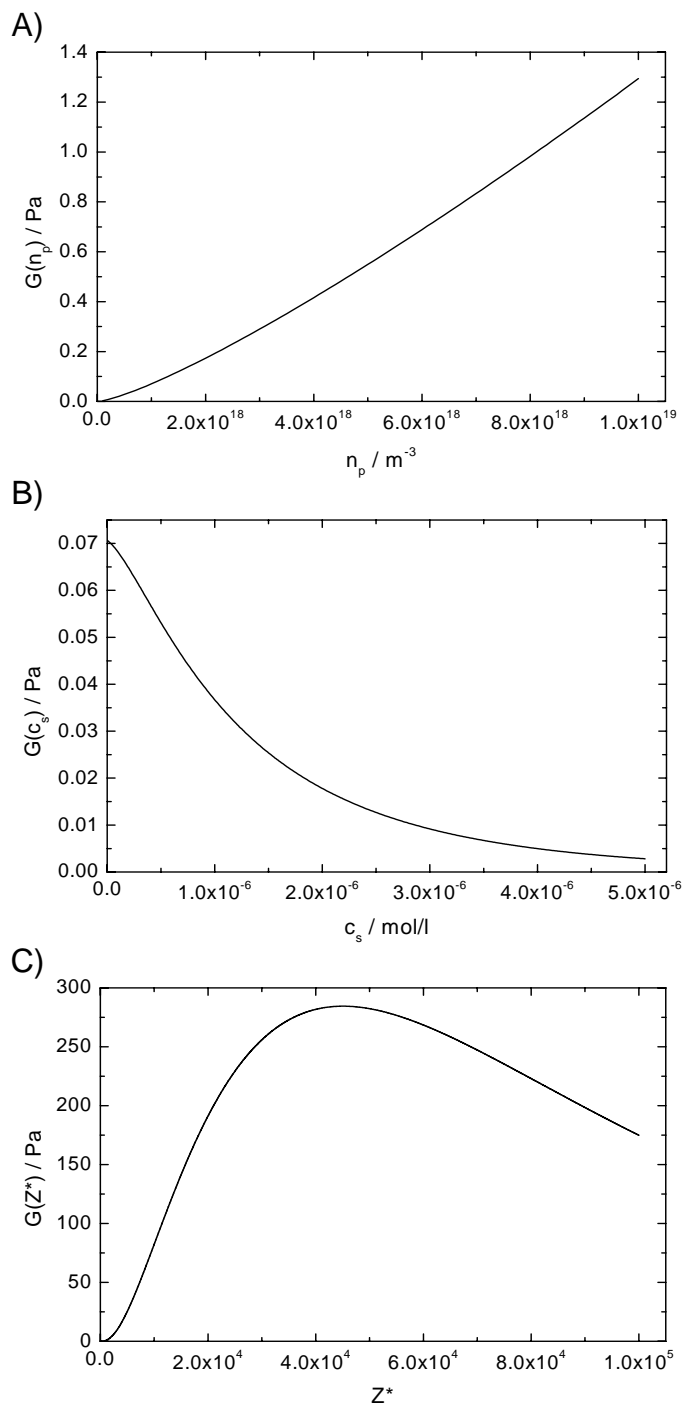 A)
1.4
1.2
1.0
0.8
0.6
0.4
0.2
0.0
G(n_p) / Pa
0.0 2.0x10^18 4.0x10^18 6.0x10^18 8.0x10^18 1.0x10^19
n_p / m^-3
B)
0.07
0.06
0.05
0.04
0.03
0.02
0.01
0.00
G(c_s) / Pa
0.0 1.0x10^-6 2.0x10^-6 3.0x10^-6 4.0x10^-6 5.0x10^-6
c_s / mol/l
C)
300
250
200
150
100
50
0
G(Z*) / Pa
0.0 2.0x10^4 4.0x10^4 6.0x10^4 8.0x10^4 1.0x10^5
Z*